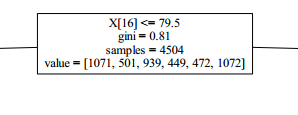 X[16] <= 79.5
gini = 0.81
samples = 4504
value = [1071, 501, 939, 449, 472, 1072]